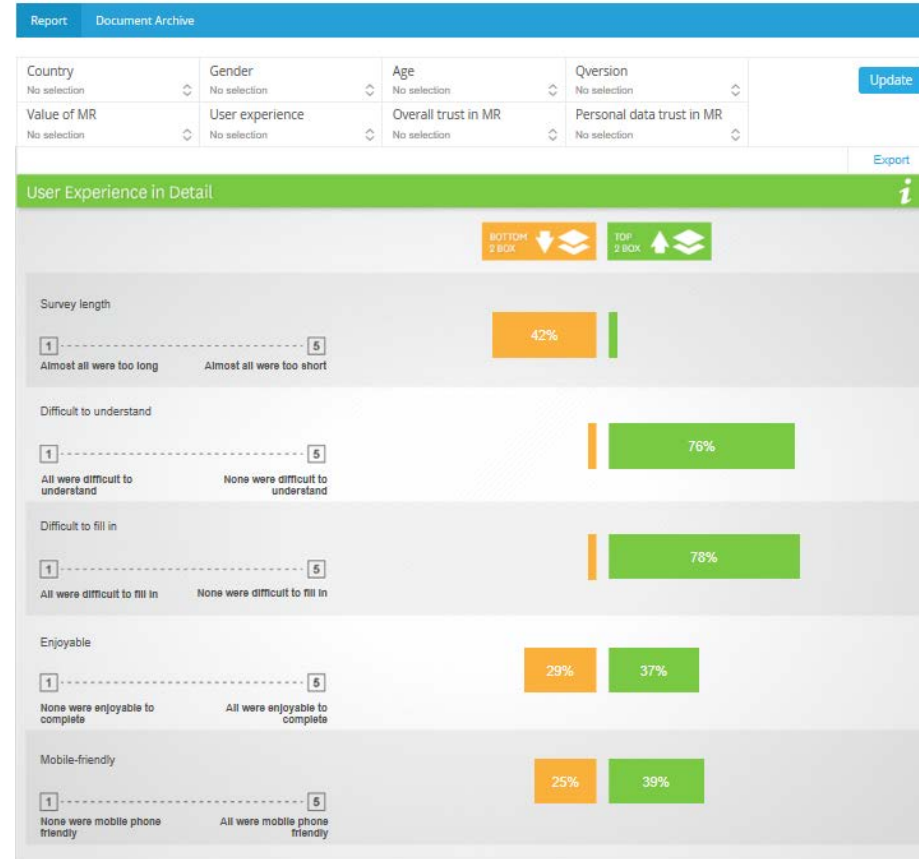 Report Document Archive
Country Gender Age Qversion
No selection No selection No selection No selection
Update
Value of MR User experience Overall trust in MR Personal data trust in MR
No selection No selection No selection No selection
Export
User Experience in Detail i
BOTTOM TOP
2 BOX 2 BOX
Survey length
42%
1 5
Almost all were too long Almost all were too short
Difficult to understand
76%
1 5
All were difficult to None were difficult to
understand understand
Difficult to fill in
78%
1 5
All were difficult to fill in None were difficult to fill in
Enjoyable
29% 37%
1 5
None were enjoyable to All were enjoyable to
complete complete
Mobile-friendly
25% 39%
1 5
None were mobile phone All were mobile phone
friendly friendly